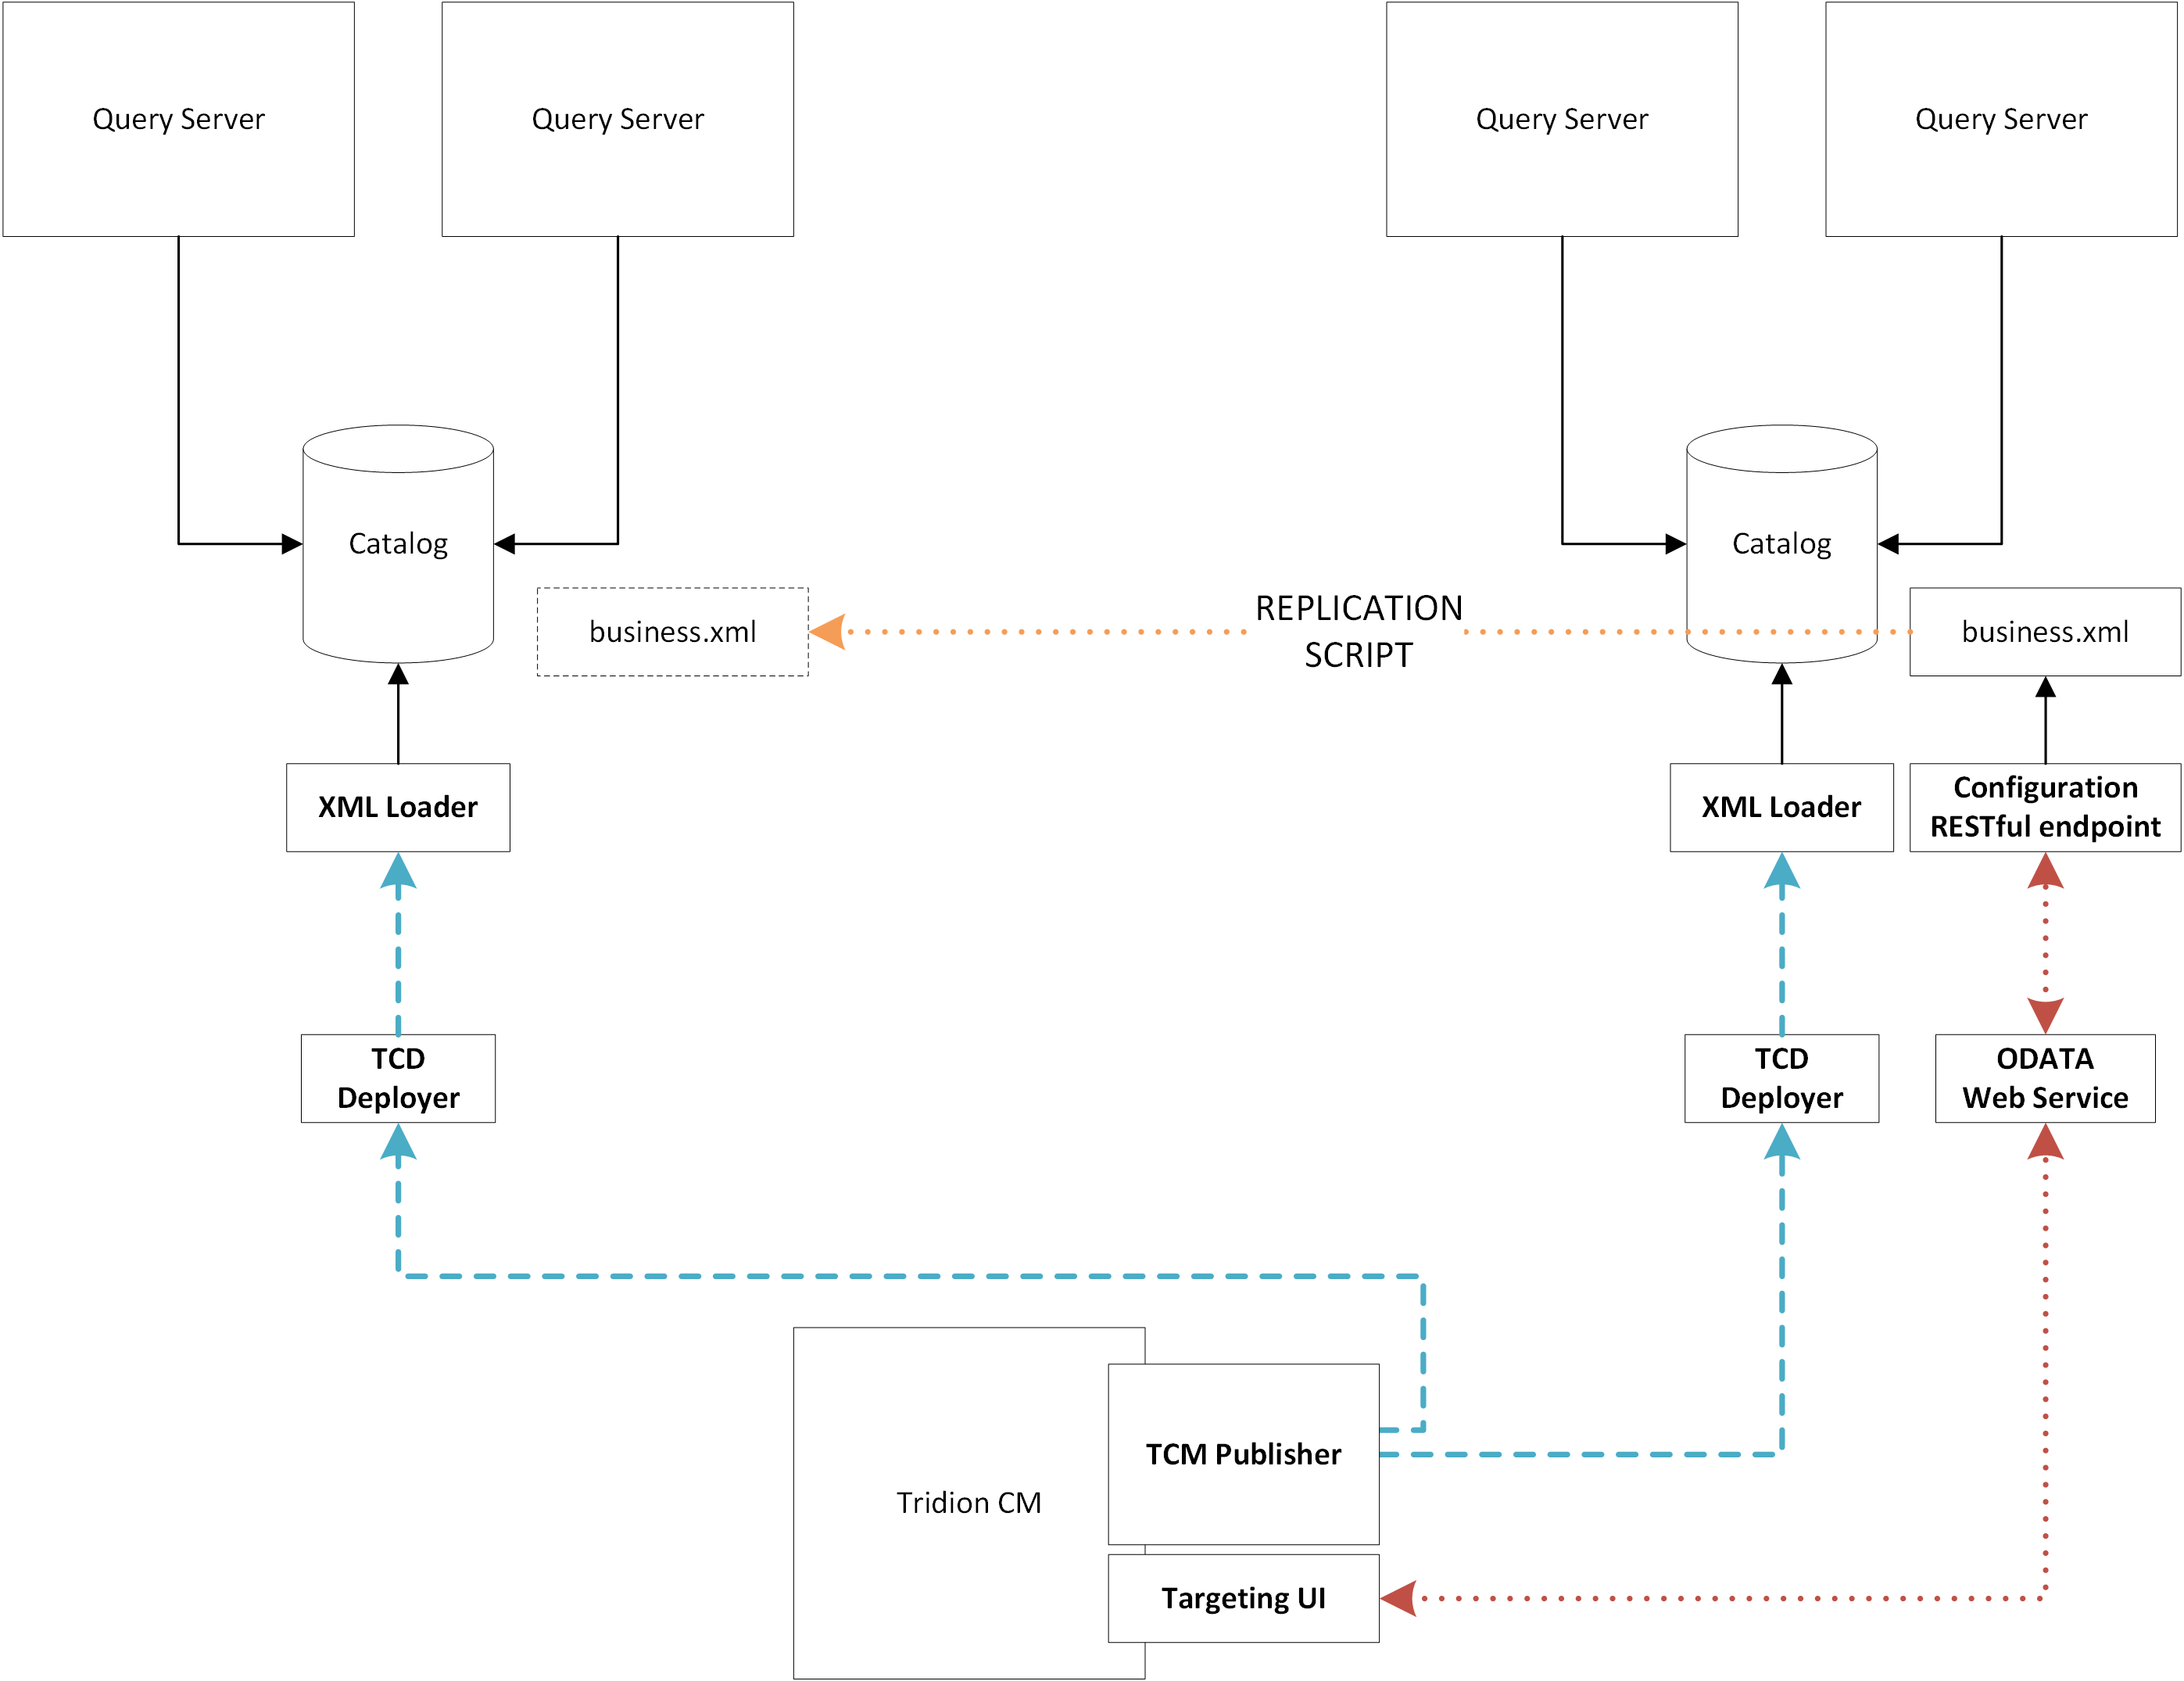 Query Server
Query Server
Query Server
Query Server
Catalog
Catalog
business.xml
REPLICATION
SCRIPT
business.xml
XML Loader
XML Loader
Configuration
RESTful endpoint
TCD
Deployer
TCD
Deployer
ODATA
Web Service
Tridion CM
TCM Publisher
Targeting UI